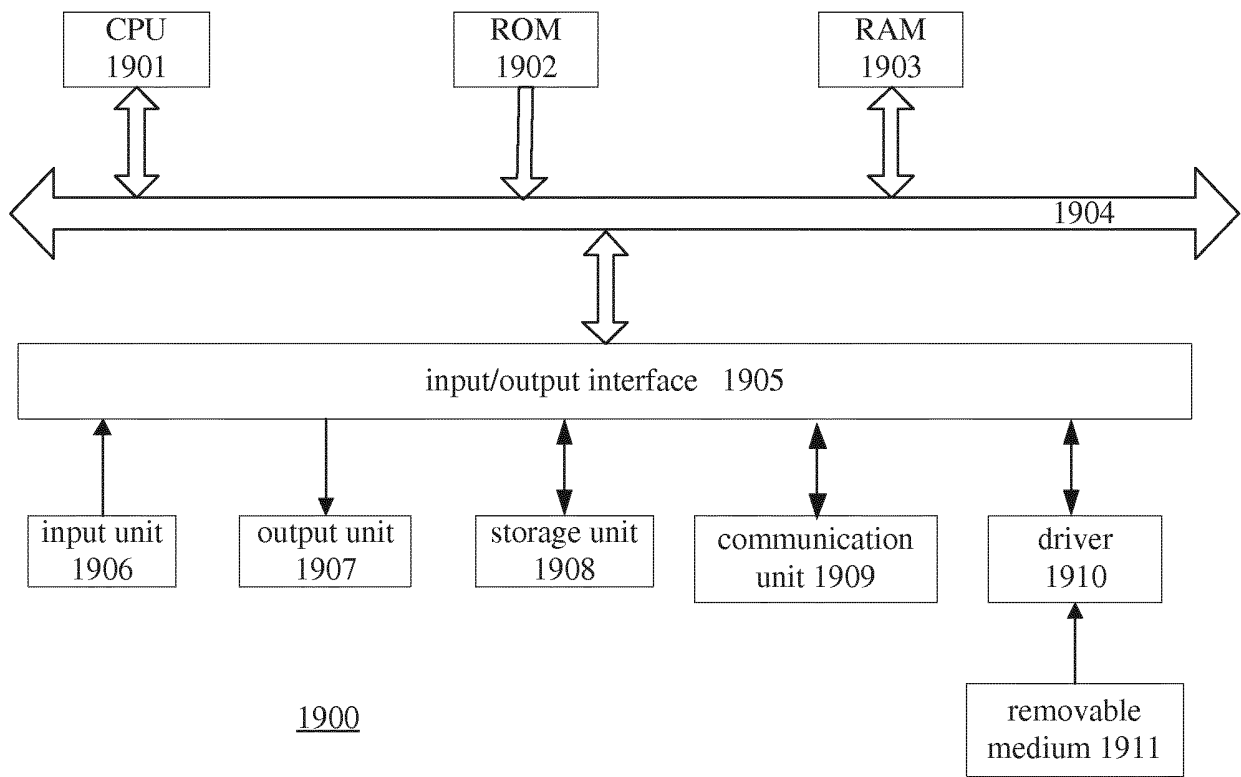 CPU
1901
ROM
1902
RAM
1903
1904
input/output interface 1905
input unit
1906
output unit
1907
storage unit
1908
communication
unit 1909
driver
1910
1900
removable
medium 1911